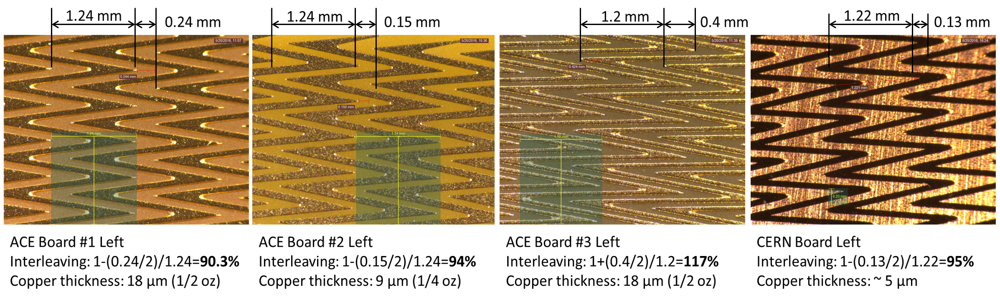 1.24 mm
0.24 mm
1.24 mm
0.15 mm
1.2 mm
0.4 mm
1.22 mm
0.13 mm
5/20/2016, 11:07
5/20/2016, 10:36
5/20/2016, 11:39
8/20/2016, 16:24
0.244 mm
0.150 mm
0.424 mm
1.221 mm
1.24 mm
1.24 mm
1.19 mm
0.23 mm
ACE Board #1 Left
Interleaving: 1-(0.24/2)/1.24=90.3%
Copper thickness: 18 µm (1/2 oz)
ACE Board #2 Left
Interleaving: 1-(0.15/2)/1.24=94%
Copper thickness: 9 µm (1/4 oz)
ACE Board #3 Left
Interleaving: 1+(0.4/2)/1.2=117%
Copper thickness: 18 µm (1/2 oz)
CERN Board Left
Interleaving: 1-(0.13/2)/1.22=95%
Copper thickness: ~ 5 µm